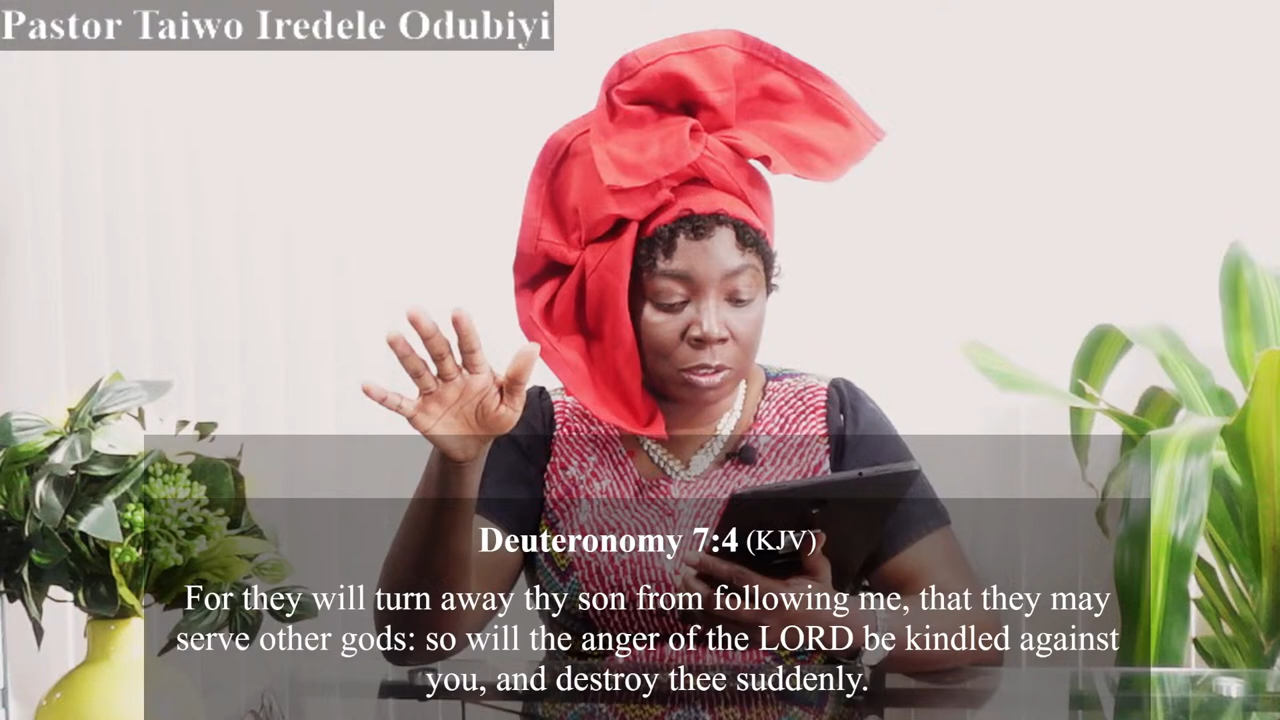 Pastor Taiwo Iredele Odubiyi
Deuteronomy 7:4 (KJV)
For they will turn away thy son from following me, that they may
serve other gods: so will the anger of the LORD be kindled against
you, and destroy thee suddenly.